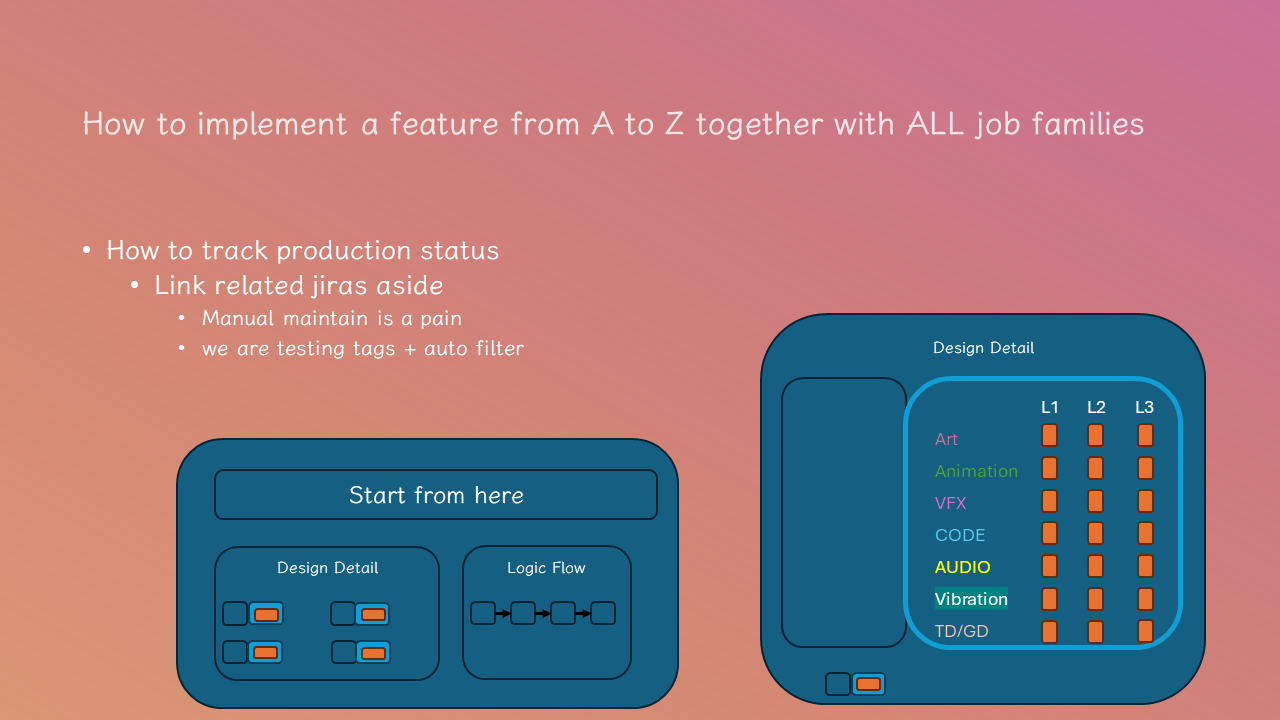 How to implement a feature from A to Z together with ALL job families
• How to track production status
• Link related jiras aside
• Manual maintain is a pain
• we are testing tags + auto filter
Start from here
Design Detail
Logic Flow
Design Detail
L1 L2 L3
Art
Animation
VFX
CODE
AUDIO
Vibration
TD/GD